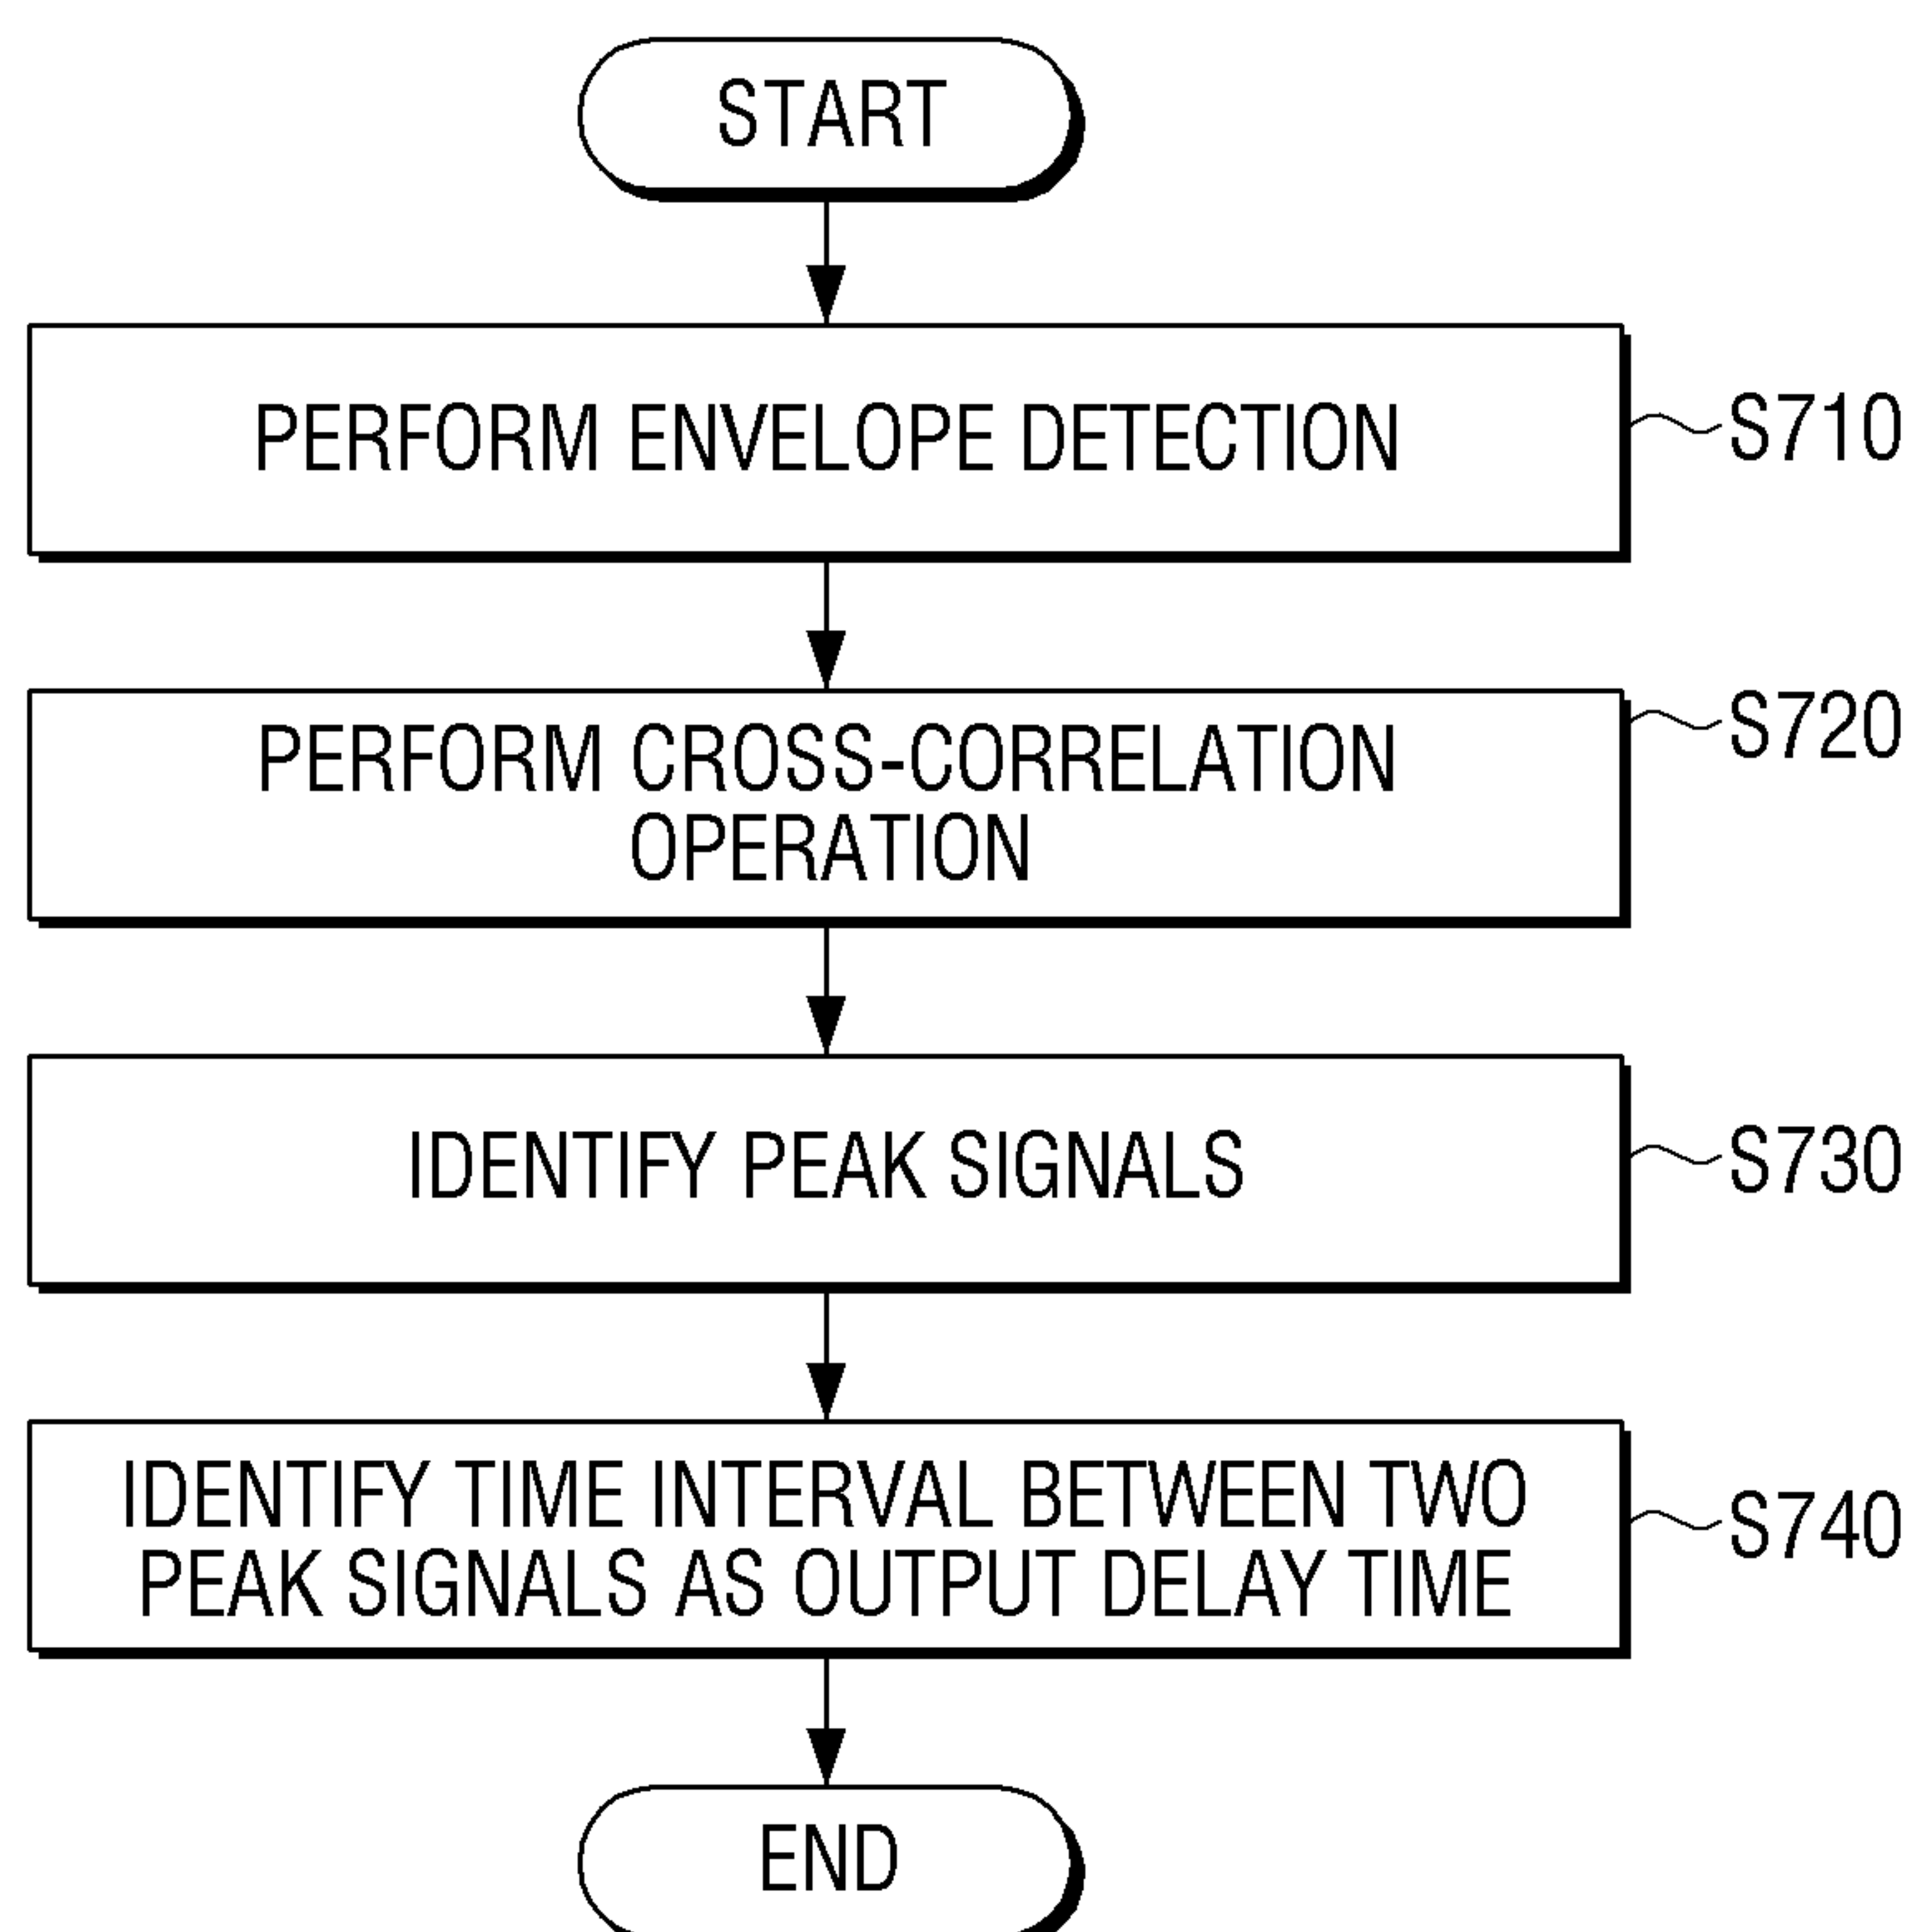 START
PERFORM ENVELOPE DETECTION
S710
PERFORM CROSS-CORRELATION
OPERATION
S720
IDENTIFY PEAK SIGNALS
S730
IDENTIFY TIME INTERVAL BETWEEN TWO
PEAK SIGNALS AS OUTPUT DELAY TIME
S740
END